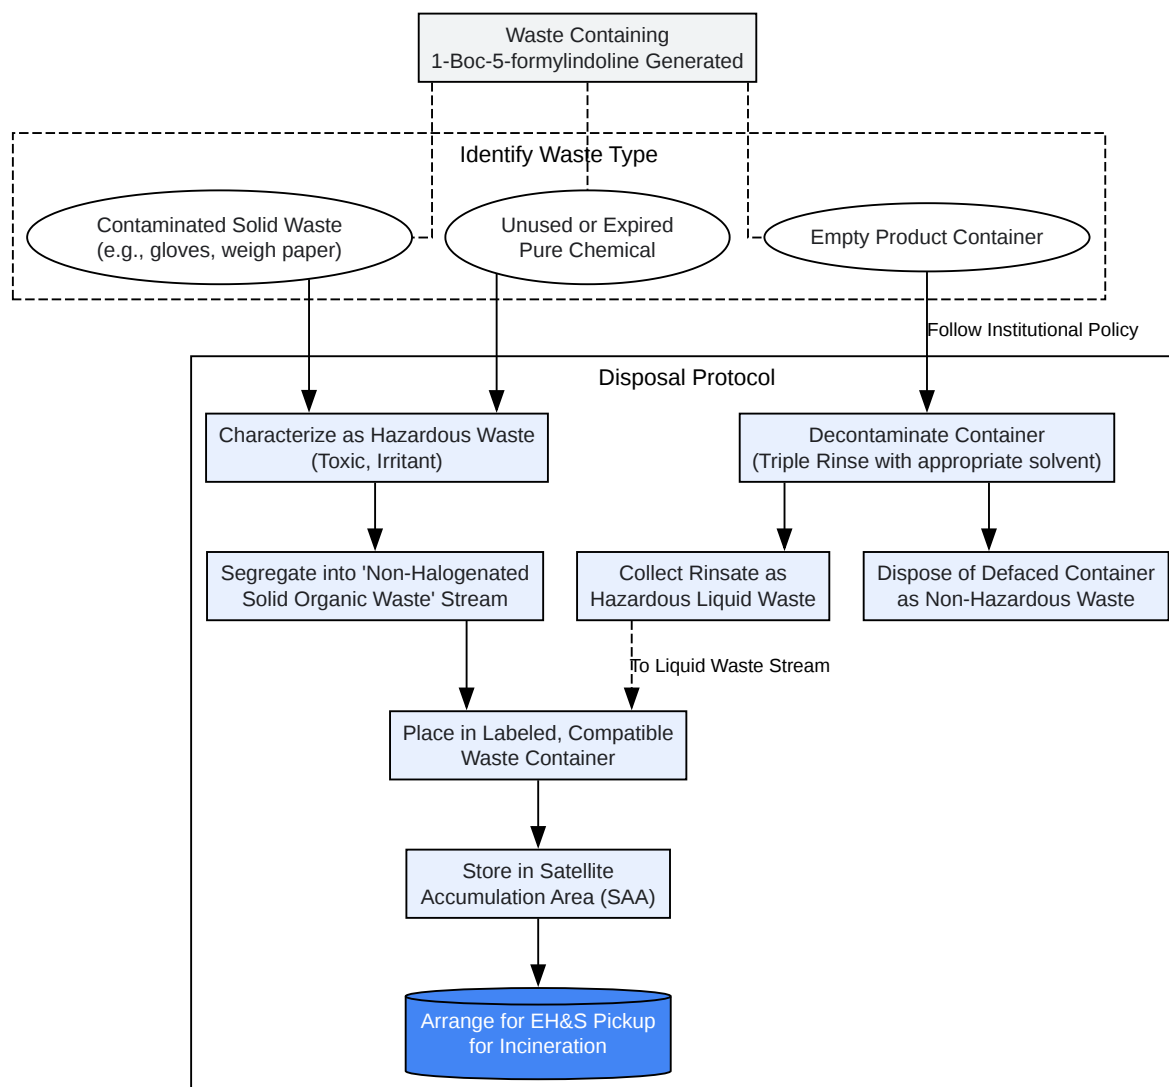 Waste Containing
1-Boc-5-formylindoline Generated
Identify Waste Type
Contaminated Solid Waste
(e.g., gloves, weigh paper)
Unused or Expired
Pure Chemical
Empty Product Container
Follow Institutional Policy
Disposal Protocol
Characterize as Hazardous Waste
(Toxic, Irritant)
Decontaminate Container
(Triple Rinse with appropriate solvent)
Segregate into 'Non-Halogenated
Solid Organic Waste' Stream
Collect Rinsate as
Hazardous Liquid Waste
Dispose of Defaced Container
as Non-Hazardous Waste
To Liquid Waste Stream
Place in Labeled, Compatible
Waste Container
Store in Satellite
Accumulation Area (SAA)
Arrange for EH&S Pickup
for Incineration